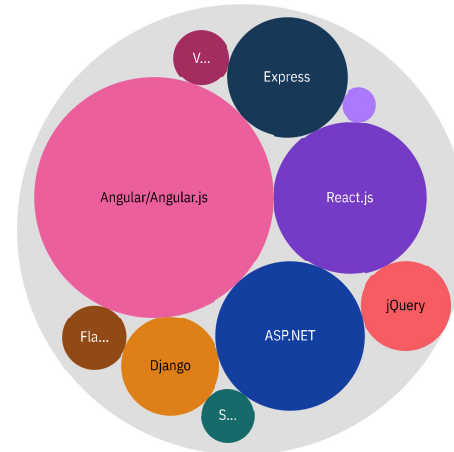 V...
Express
Angular/Angular.js
React.js
jQuery
Fla...
ASP.NET
Django
S...